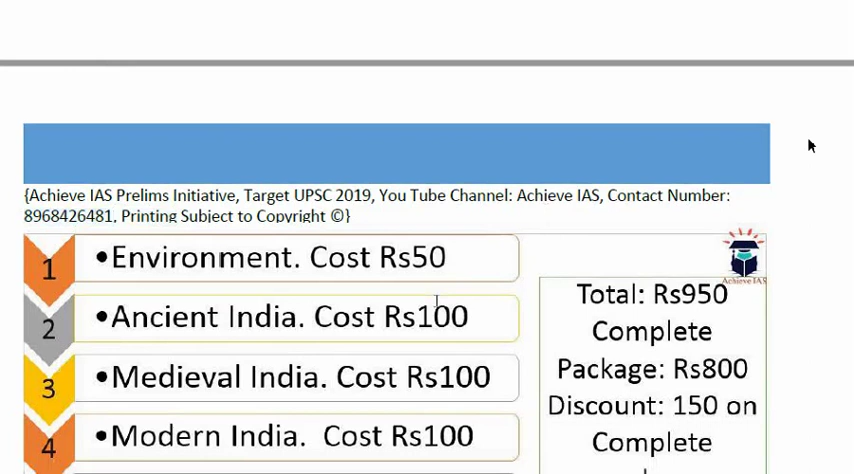 {Achieve IAS Prelims Initiative, Target UPSC 2019, You Tube Channel: Achieve IAS, Contact Number:
8968426481, Printing Subject to Copyright ©}
1 •Environment. Cost Rs50
2 •Ancient India. Cost Rs100
3 •Medieval India. Cost Rs100
4 •Modern India. Cost Rs100
Achieve IAS
Total: Rs950
Complete
Package: Rs800
Discount: 150 on
Complete